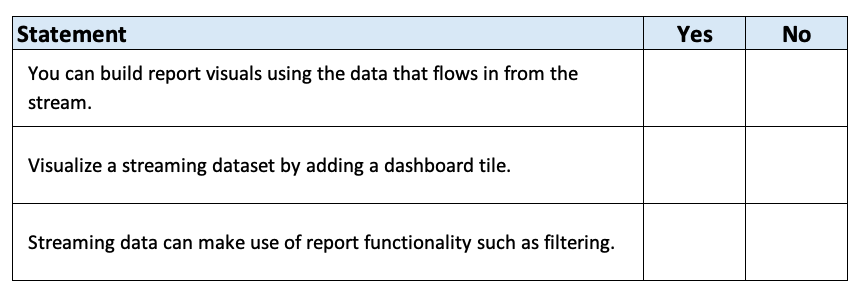 Statement Yes No
You can build report visuals using the data that flows in from the
stream.
Visualize a streaming dataset by adding a dashboard tile.
Streaming data can make use of report functionality such as filtering.